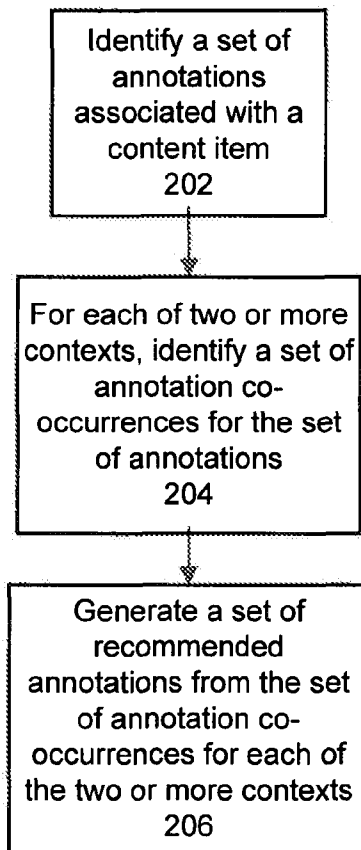 Identify a set of
annotations
associated with a
content item
202
For each of two or more
contexts, identify a set of
annotation co-
occurrences for the set
of annotations
204
Generate a set of
recommended
annotations from the set
of annotation co-
occurrences for each of
the two or more contexts
206